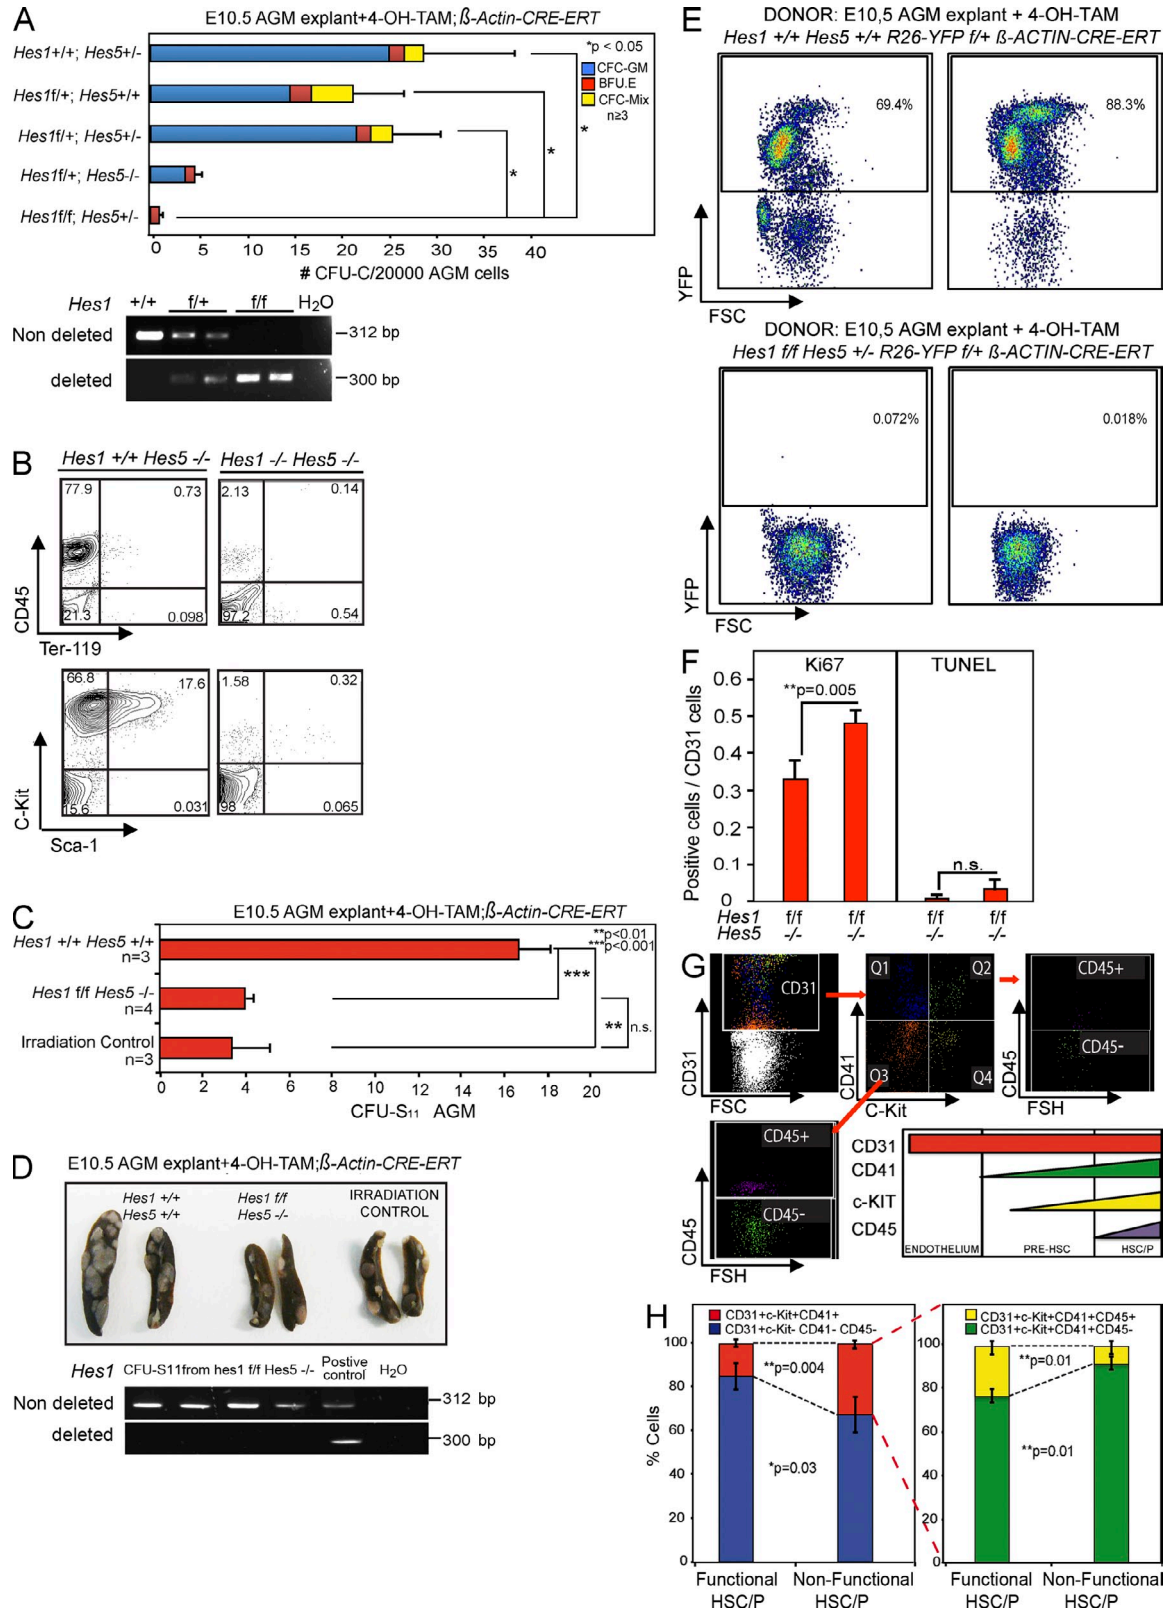 A
E10.5 AGM explant+4-OH-TAM;ß-Actin-CRE-ERT
Hes1+/+; Hes5+/-
Hes1f/+; Hes5+/+
Hes1f/+; Hes5+/-
Hes1f/+; Hes5-/-
Hes1f/f; Hes5+/-
*p < 0.05
CFC-GM
BFU.E
CFC-Mix
n≥3
*
*
*
0 5 10 15 20 25 30 35 40
# CFU-C/20000 AGM cells
Hes1 +/+ f/+ f/f H2O
Non deleted 312 bp
deleted 300 bp
B
Hes1 +/+ Hes5 -/- Hes1 -/- Hes5 -/-
77.9 0.73 2.13 0.14
21.3 0.098 97.2 0.54
CD45
Ter-119
66.8 17.6 1.58 0.32
15.6 0.031 98 0.065
C-Kit
Sca-1
C
E10.5 AGM explant+4-OH-TAM;ß-Actin-CRE-ERT
Hes1 +/+ Hes5 +/+
n=3
Hes1 f/f Hes5 -/-
n=4
Irradiation Control
n=3
**p<0.01
***p<0.001
***
**
n.s.
0 2 4 6 8 10 12 14 16 18 20
CFU-S11 AGM
D
E10.5 AGM explant+4-OH-TAM;ß-Actin-CRE-ERT
Hes1 +/+
Hes5 +/+
Hes1 f/f
Hes5 -/-
IRRADIATION
CONTROL
Hes1 CFU-S11from hes1 f/f Hes5 -/- Postive control H2O
Non deleted 312 bp
deleted 300 bp
E
DONOR: E10,5 AGM explant + 4-OH-TAM
Hes1 +/+ Hes5 +/+ R26-YFP f/+ ß-ACTIN-CRE-ERT
69.4% 88.3%
YFP
FSC
DONOR: E10,5 AGM explant + 4-OH-TAM
Hes1 f/f Hes5 +/- R26-YFP f/+ ß-ACTIN-CRE-ERT
0.072% 0.018%
YFP
FSC
F
Ki67 TUNEL
**p=0.005
n.s.
0.6
0.5
0.4
0.3
0.2
0.1
0
Positive cells / CD31 cells
Hes1 f/f f/f f/f f/f
Hes5 -/- -/- -/- -/-
G
CD31
CD31
FSC
Q1 Q2
Q3 Q4
CD41
C-Kit
CD45+
CD45-
CD45
FSH
CD45+
CD45-
CD45
FSH
CD31
CD41
c-KIT
CD45
ENDOTHELIUM PRE-HSC HSC/P
H
CD31+c-Kit+CD41+
CD31+c-Kit- CD41- CD45-
CD31+c-Kit+CD41+CD45+
CD31+c-Kit+CD41+CD45-
100
80
60
40
20
0
% Cells
**p=0.004
*p=0.03
100
80
60
40
20
0
**p=0.01
**p=0.01
Functional HSC/P
Non-Functional HSC/P
Functional HSC/P
Non-Functional HSC/P